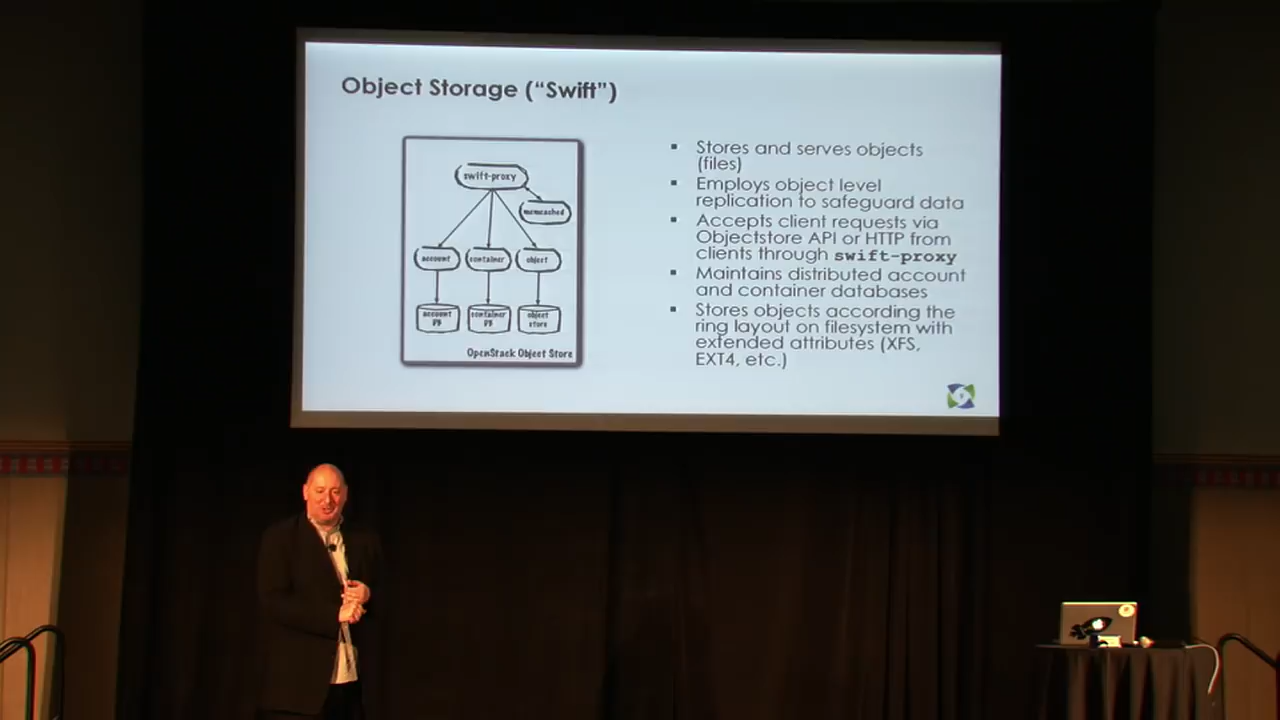 Object Storage (“Swift”)
swift-proxy
memcached
account
container
object
account
DB
container
DB
object
store
OpenStack Object Store
▪ Stores and serves objects
(files)
▪ Employs object level
replication to safeguard data
▪ Accepts client requests via
Objectstore API or HTTP from
clients through swift-proxy
▪ Maintains distributed account
and container databases
▪ Stores objects according the
ring layout on filesystem with
extended attributes (XFS,
EXT4, etc.)